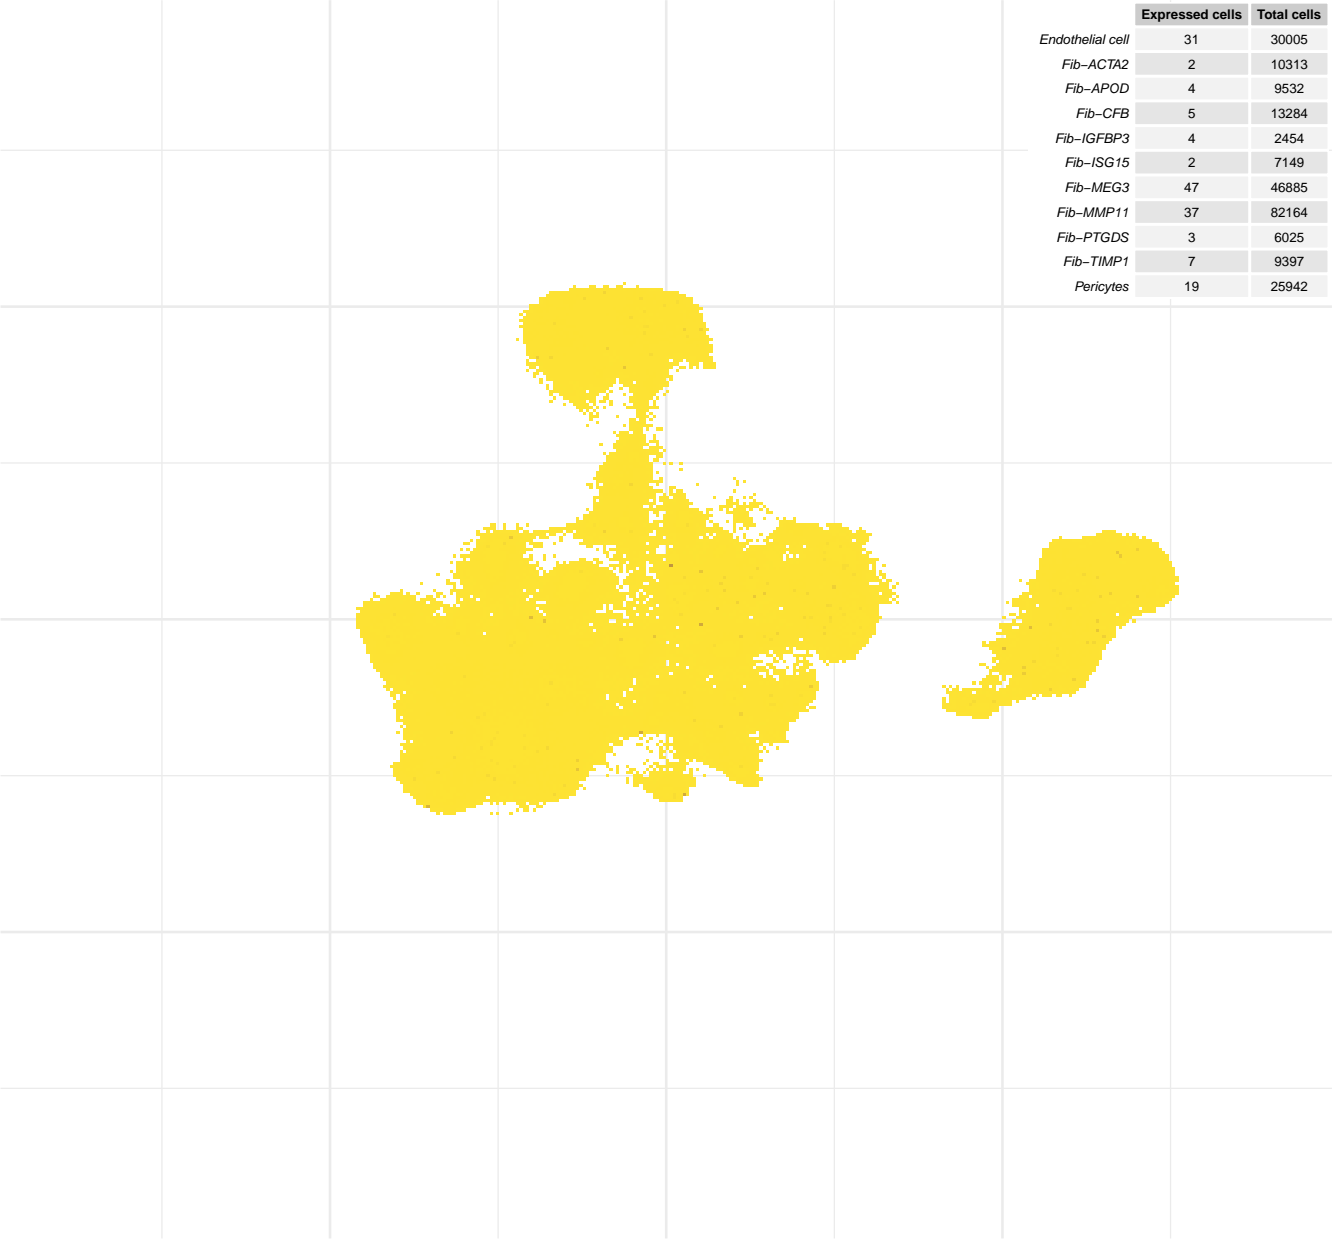 Expressed cells Total cells
Endothelial cell 31 30005
Fib−ACTA2 2 10313
Fib−APOD 4 9532
Fib−CFB 5 13284
Fib−IGFBP3 4 2454
Fib−ISG15 2 7149
Fib−MEG3 47 46885
Fib−MMP11 37 82164
Fib−PTGDS 3 6025
Fib−TIMP1 7 9397
Pericytes 19 25942